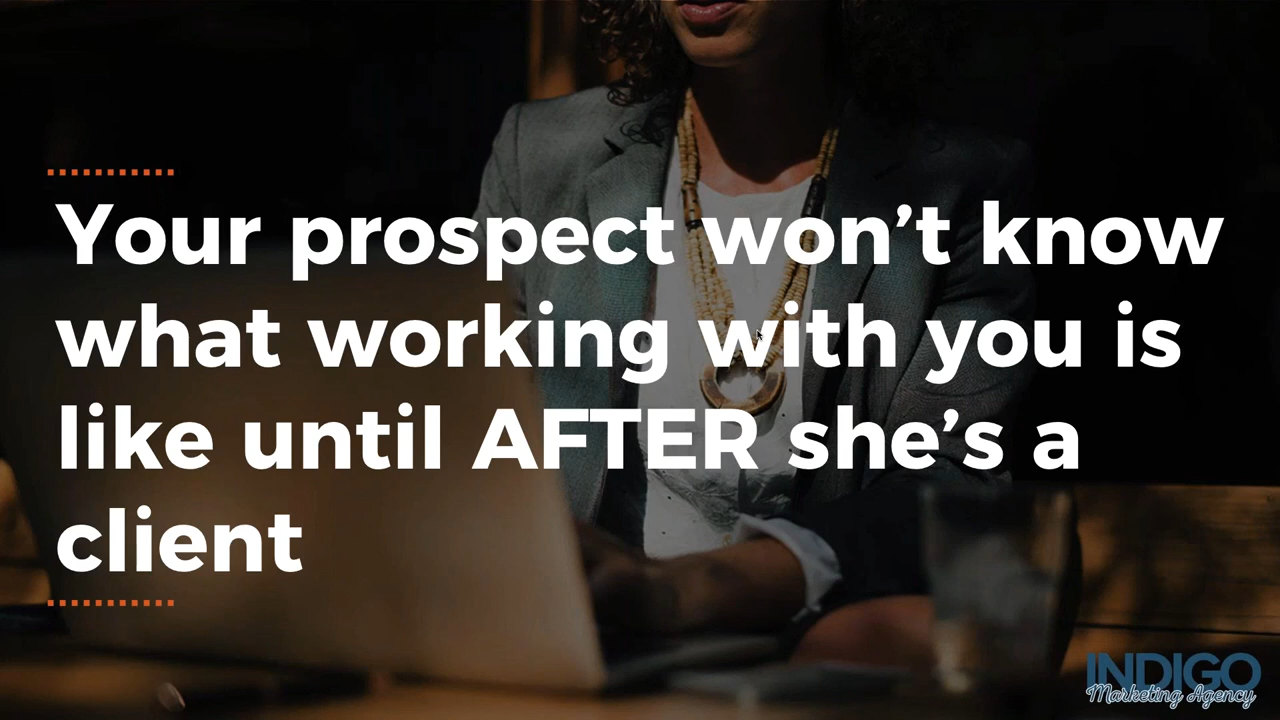 Your prospect won’t know
what working with you is
like until AFTER she’s a
client
INDIGO
Marketing Agency